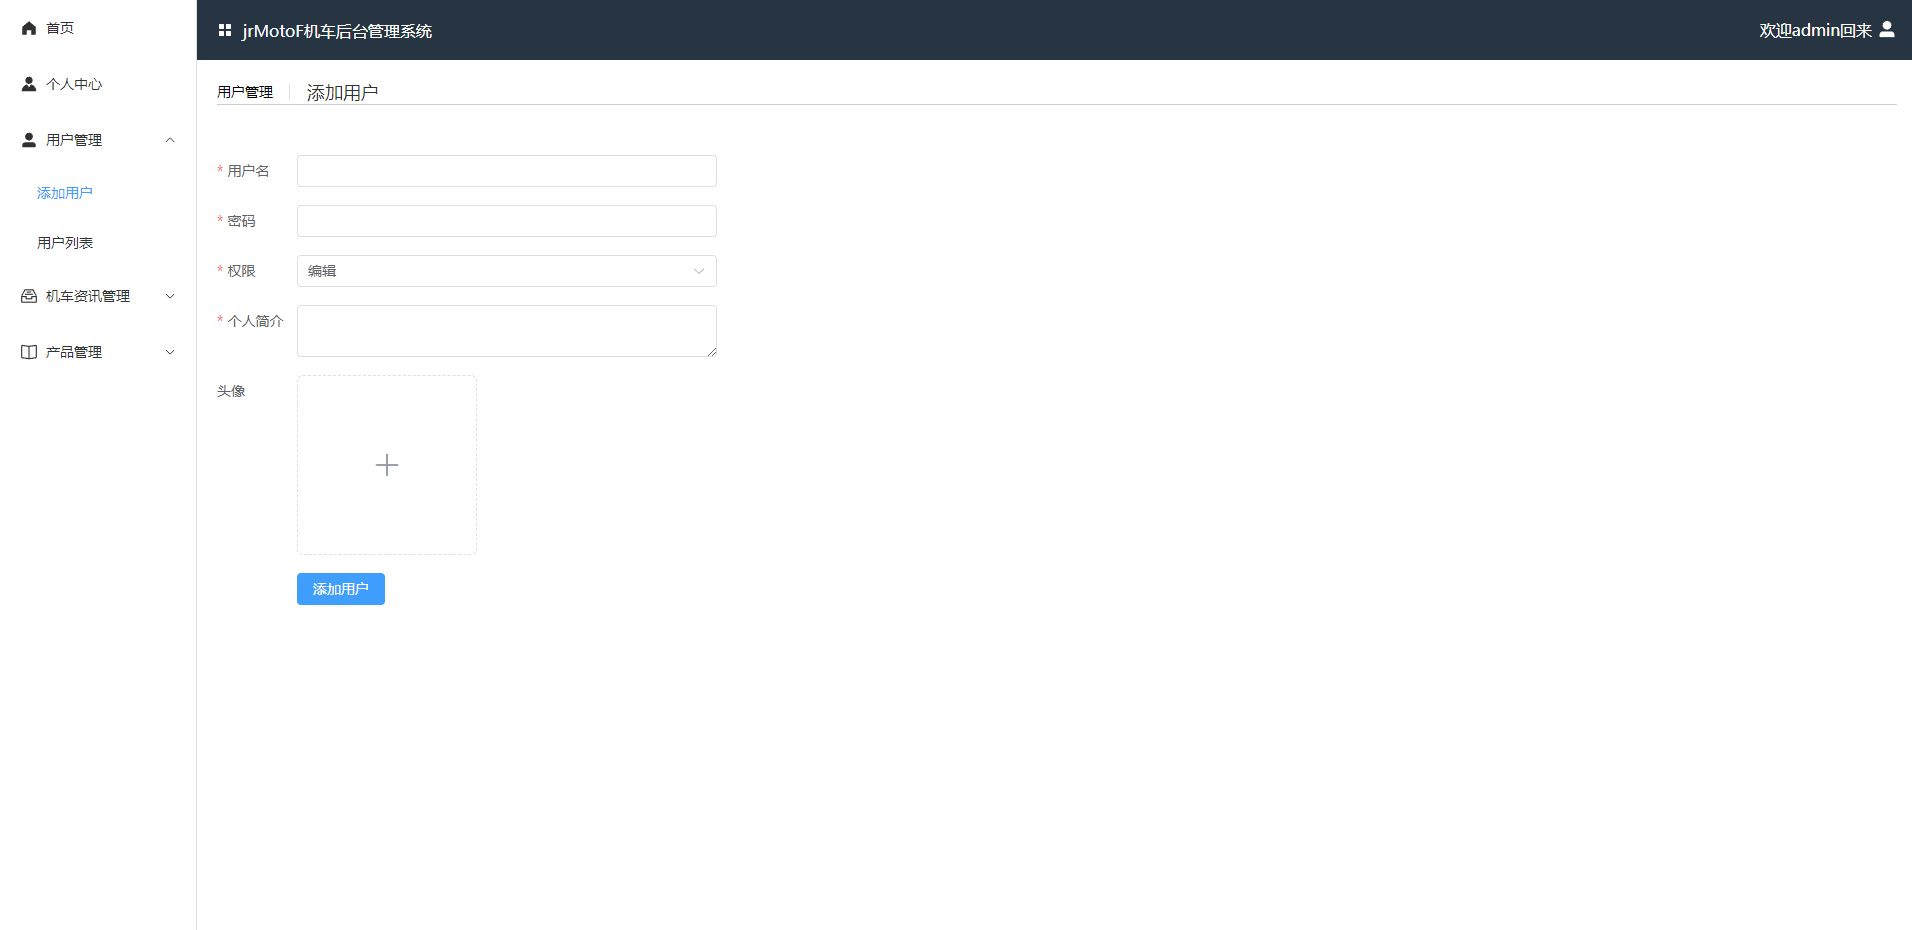 首页
个人中心
用户管理
添加用户
用户列表
机车资讯管理
产品管理
jrMotoF机车后台管理系统
欢迎admin回来
用户管理 添加用户
* 用户名
* 密码
* 权限 编辑
* 个人简介
头像
添加用户